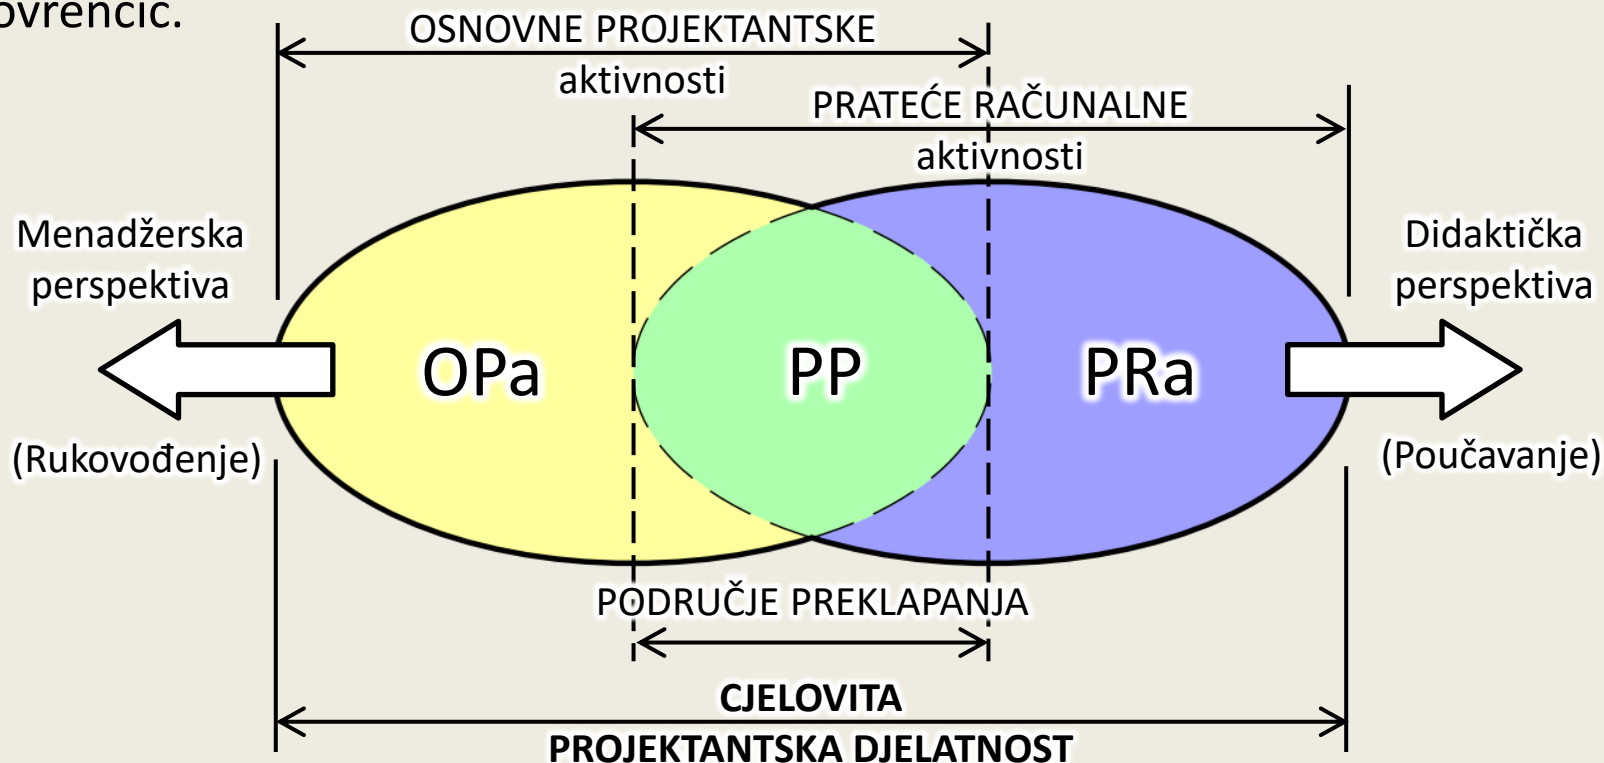 OSNOVNE PROJEKTANTSKE
aktivnosti
PRATEĆE RAČUNALNE
aktivnosti
Menadžerska
perspektiva
(Rukovođenje)
OPa
PP
PRa
Didaktička
perspektiva
(Poučavanje)
PODRUČJE PREKLAPANJA
CJELOVITA
PROJEKTANTSKA DJELATNOST